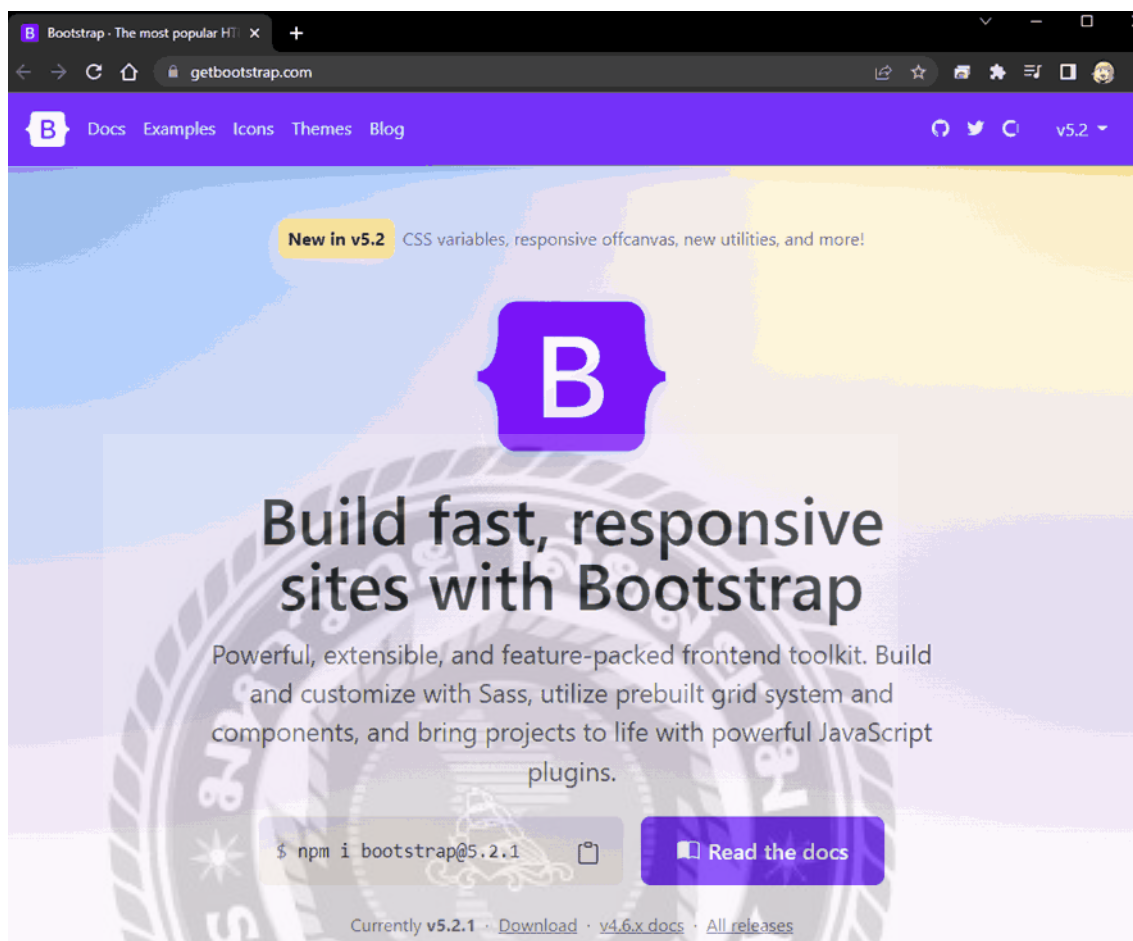 Bootstrap · The most popular HT
getbootstrap.com
B Docs Examples Icons Themes Blog v5.2
New in v5.2 CSS variables, responsive offcanvas, new utilities, and more!
B
Build fast, responsive
sites with Bootstrap
Powerful, extensible, and feature-packed frontend toolkit. Build
and customize with Sass, utilize prebuilt grid system and
components, and bring projects to life with powerful JavaScript
plugins.
$ npm i bootstrap@5.2.1 Read the docs
Currently v5.2.1 · Download · v4.6.x docs · All releases